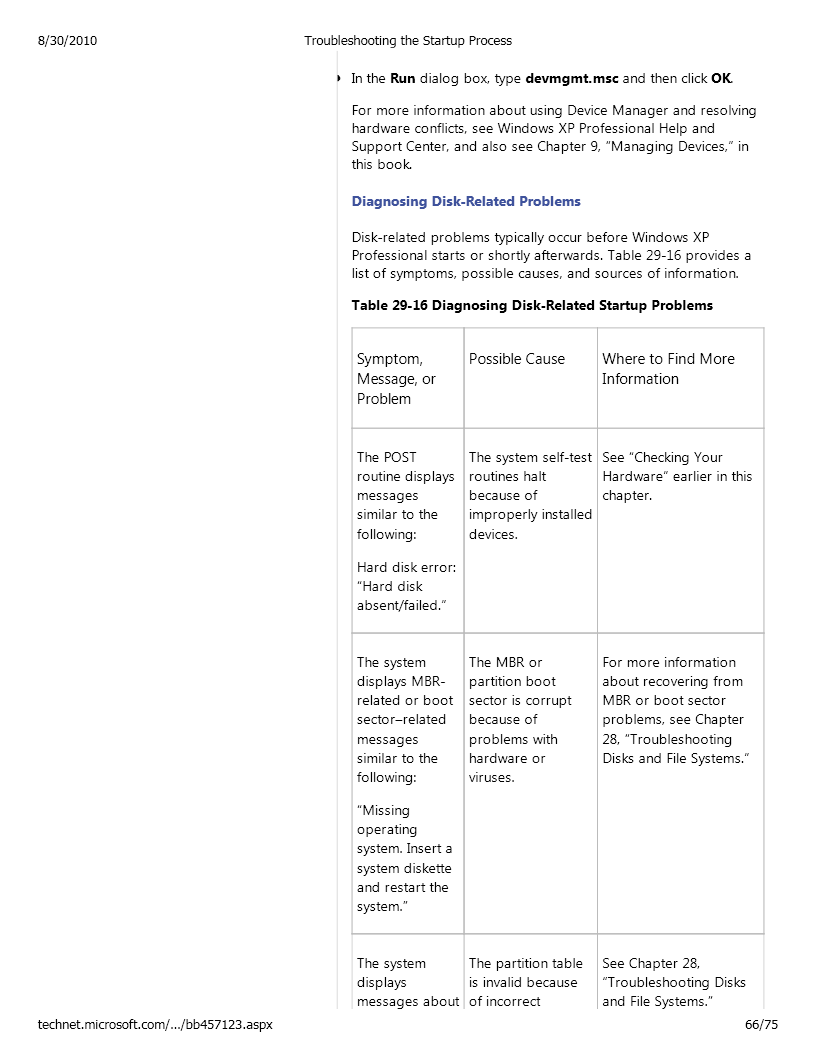 8/30/2010 Troubleshooting the Startup Process
• In the Run dialog box, type devmgmt.msc and then click OK.
For more information about using Device Manager and resolving
hardware conflicts, see Windows XP Professional Help and
Support Center, and also see Chapter 9, “Managing Devices,” in
this book.
Diagnosing Disk-Related Problems
Disk-related problems typically occur before Windows XP
Professional starts or shortly afterwards. Table 29-16 provides a
list of symptoms, possible causes, and sources of information.
Table 29-16 Diagnosing Disk-Related Startup Problems
Symptom,
Message, or
Problem
Possible Cause
Where to Find More
Information
The POST
routine displays
messages
similar to the
following:
Hard disk error:
“Hard disk
absent/failed.”
The system self-test
routines halt
because of
improperly installed
devices.
See “Checking Your
Hardware” earlier in this
chapter.
The system
displays MBR-
related or boot
sector–related
messages
similar to the
following:
“Missing
operating
system. Insert a
system diskette
and restart the
system.”
The MBR or
partition boot
sector is corrupt
because of
problems with
hardware or
viruses.
For more information
about recovering from
MBR or boot sector
problems, see Chapter
28, “Troubleshooting
Disks and File Systems.”
The system
displays
messages about
The partition table
is invalid because
of incorrect
See Chapter 28,
“Troubleshooting Disks
and File Systems.”
technet.microsoft.com/.../bb457123.aspx 66/75